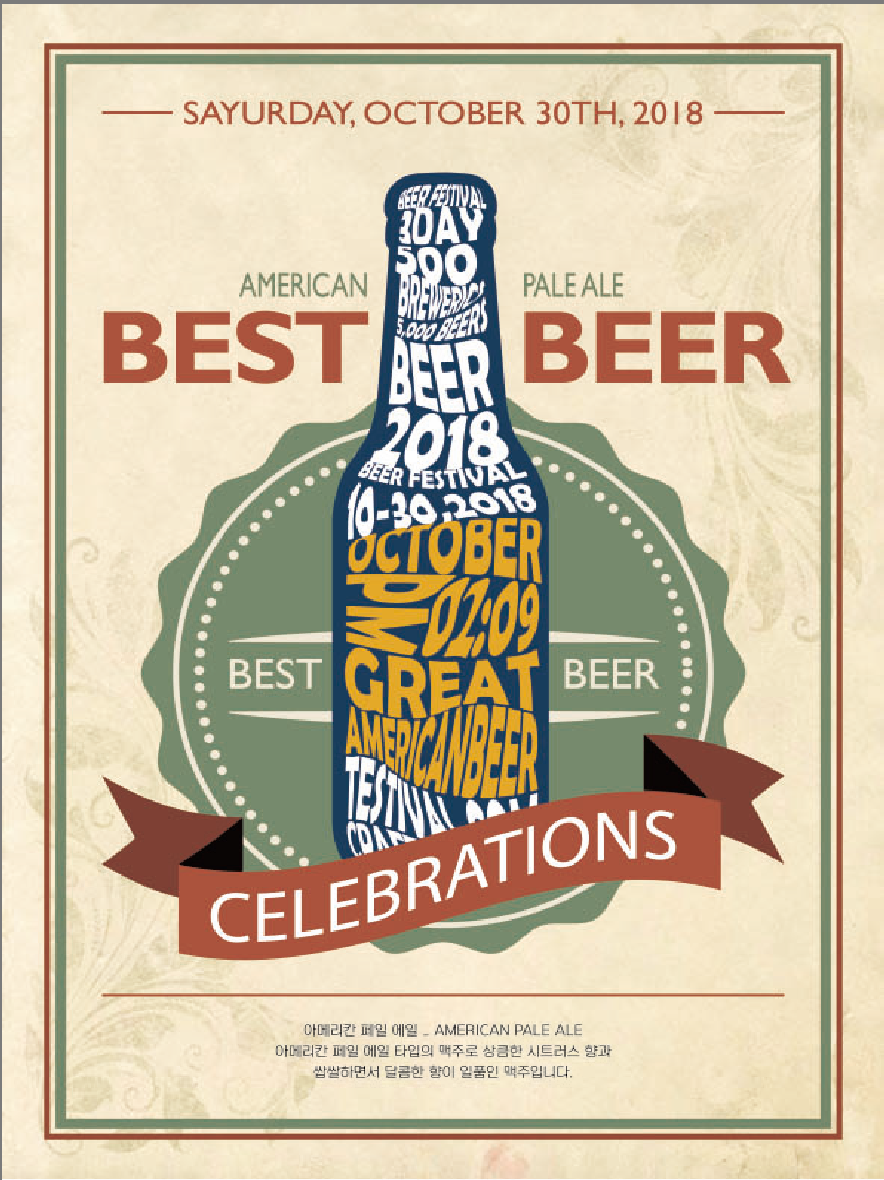 SAYURDAY, OCTOBER 30TH, 2018
AMERICAN PALE ALE
BEST BEER
BEER FESTIVAL
3DAY
500
BREWERIC!
5,000 BEERS
BEER
2018
BEER FESTIVAL
10-30.2018
OCTOBER
PM 02:09
GREAT
AMERICANBEER
TESTIVAL
BEST BEER
CELEBRATIONS
아메리칸 페일 에일 _ AMERICAN PALE ALE
아메리칸 페일 에일 타입의 맥주로 상큼한 시트러스 향과
쌉쌀하면서 달콤한 향이 일품인 맥주입니다.